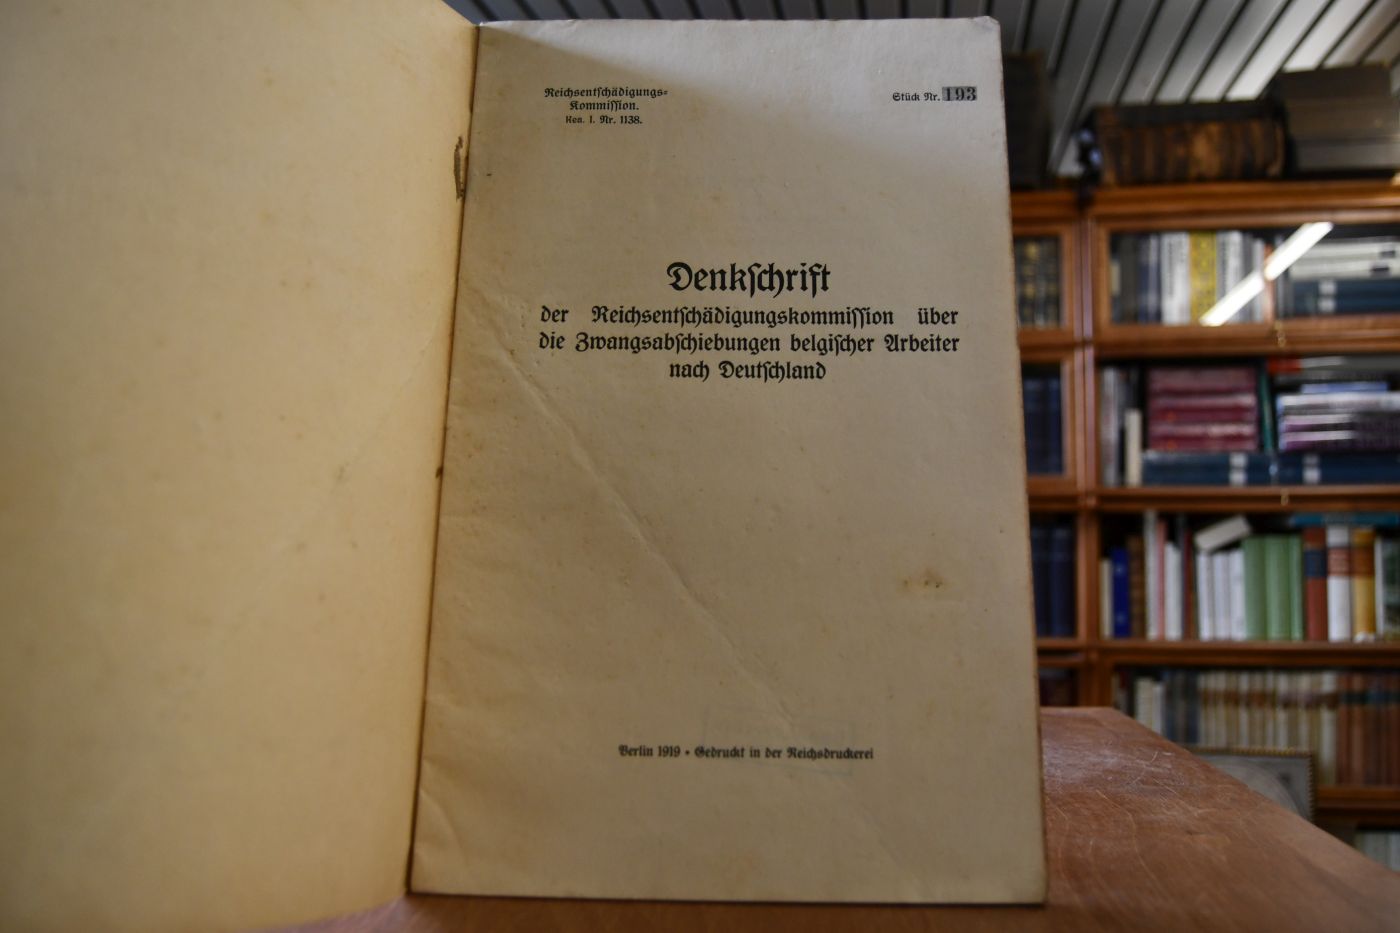 Reichsentschädigungs=
Kommission.
Rea. I. Nr. 1138.
Stück Nr. 193
Denkschrift
der Reichsentschädigungskommission über
die Zwangsabschiebungen belgischer Arbeiter
nach Deutschland
Berlin 1919 • Gedruckt in der Reichsdruckerei